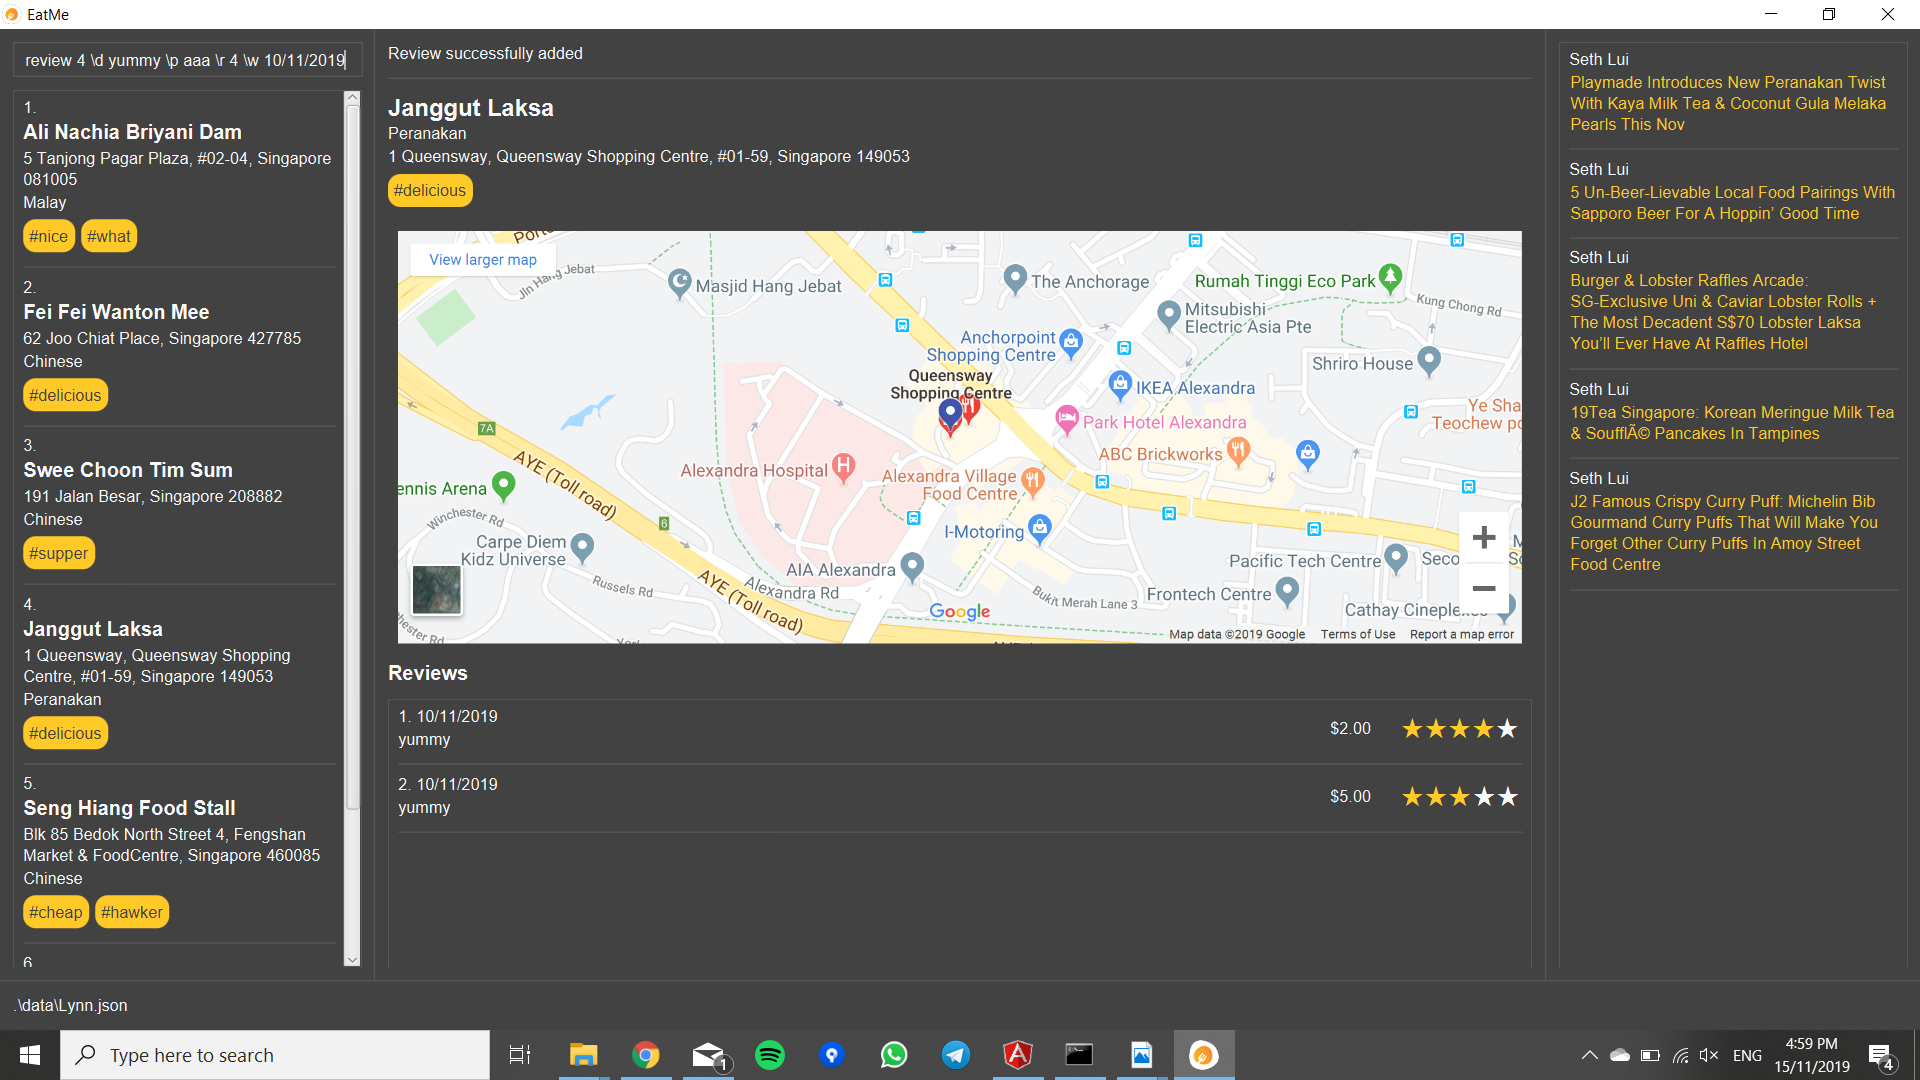 EatMe
review 4 \d yummy \p aaa \r 4 \w 10/11/2019
1.
Ali Nachia Briyani Dam
5 Tanjong Pagar Plaza, #02-04, Singapore
081005
Malay
#nice #what
2.
Fei Fei Wanton Mee
62 Joo Chiat Place, Singapore 427785
Chinese
#delicious
3.
Swee Choon Tim Sum
191 Jalan Besar, Singapore 208882
Chinese
#supper
4.
Janggut Laksa
1 Queensway, Queensway Shopping
Centre, #01-59, Singapore 149053
Peranakan
#delicious
5.
Seng Hiang Food Stall
Blk 85 Bedok North Street 4, Fengshan
Market & FoodCentre, Singapore 460085
Chinese
#cheap #hawker
6
Review successfully added
Janggut Laksa
Peranakan
1 Queensway, Queensway Shopping Centre, #01-59, Singapore 149053
#delicious
View larger map
Jln Hang Jebat
Masjid Hang Jebat
The Anchorage
Rumah Tinggi Eco Park
Kung Chong Rd
Mitsubishi
Electric Asia Pte
Anchorpoint
Shopping Centre
Shriro House
Queensway
Shopping Centre
IKEA Alexandra
Ye Sha
Teochew po
Park Hotel Alexandra
7A
ABC Brickworks
AYE (Toll road)
Alexandra Hospital
H
Alexandra Village
Food Centre
ennis Arena
Winchester Rd
6
I-Motoring
Carpe Diem
Kidz Universe
Pacific Tech Centre
Seco
AIA Alexandra
Russels Rd
AYE (Toll road)
Alexandra Rd
Bukit Merah Lane 3
Frontech Centre
Cathay Cineplexes
Google
Map data ©2019 Google Terms of Use Report a map error
Reviews
1. 10/11/2019
yummy
$2.00
2. 10/11/2019
yummy
$5.00
Seth Lui
Playmade Introduces New Peranakan Twist
With Kaya Milk Tea & Coconut Gula Melaka
Pearls This Nov
Seth Lui
5 Un-Beer-Lievable Local Food Pairings With
Sapporo Beer For A Hoppin’ Good Time
Seth Lui
Burger & Lobster Raffles Arcade:
SG-Exclusive Uni & Caviar Lobster Rolls +
The Most Decadent S$70 Lobster Laksa
You’ll Ever Have At Raffles Hotel
Seth Lui
19Tea Singapore: Korean Meringue Milk Tea
& SoufflÃ© Pancakes In Tampines
Seth Lui
J2 Famous Crispy Curry Puff: Michelin Bib
Gourmand Curry Puffs That Will Make You
Forget Other Curry Puffs In Amoy Street
Food Centre
.\data\Lynn.json
Type here to search
1
ENG
4:59 PM
15/11/2019
4